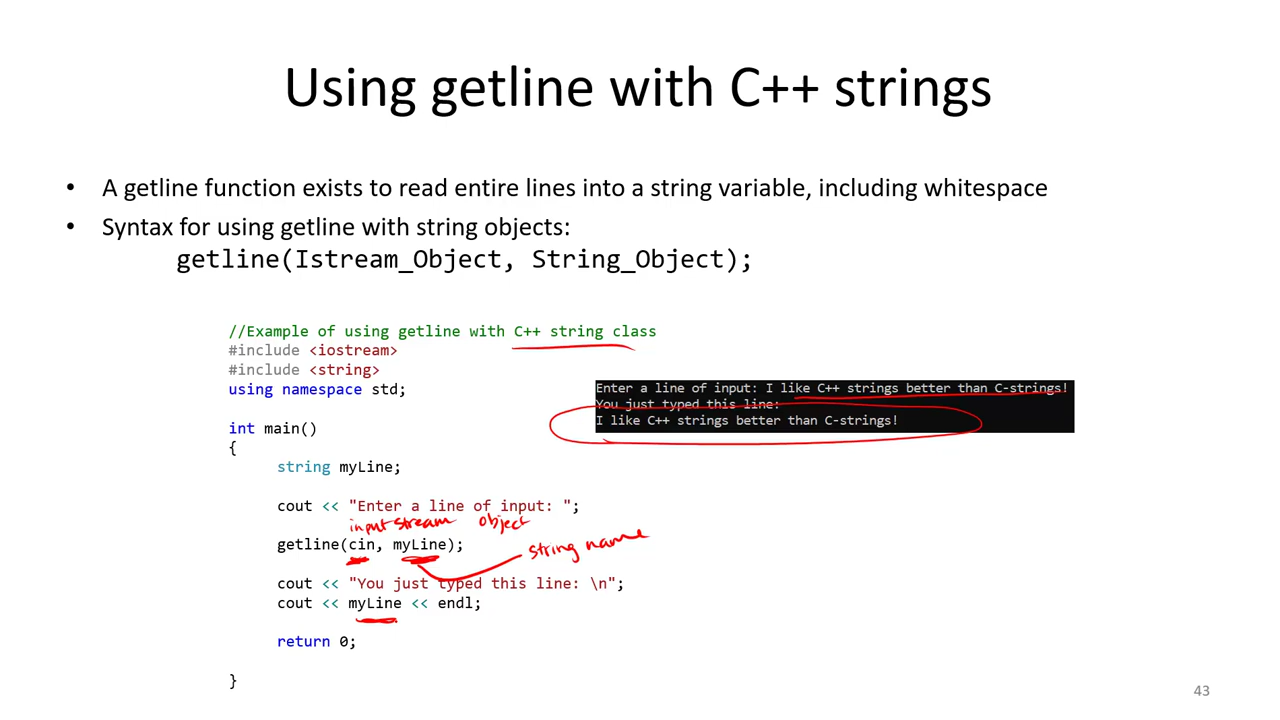 Using getline with C++ strings
• A getline function exists to read entire lines into a string variable, including whitespace
• Syntax for using getline with string objects:
getline(Istream_Object, String_Object);
//Example of using getline with C++ string class
#include <iostream>
#include <string>
using namespace std;
Enter a line of input: I like C++ strings better than C-strings!
You just typed this line:
I like C++ strings better than C-strings!
int main()
{
string myLine;
cout << "Enter a line of input: ";
input stream object
getline(cin, myLine);
string name
cout << "You just typed this line: \n";
cout << myLine << endl;
return 0;
}
43